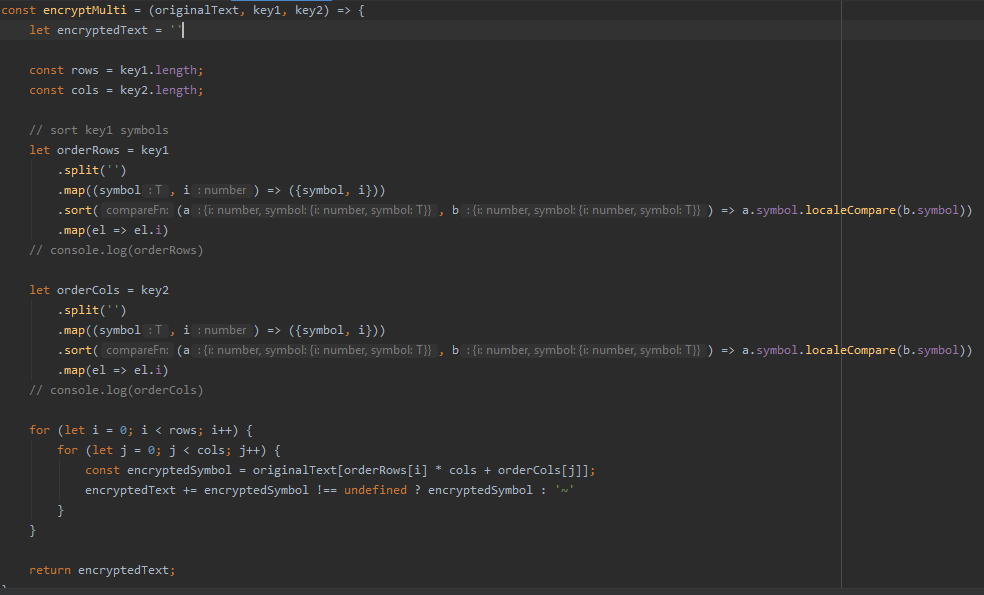 const encryptMulti = (originalText, key1, key2) => {
let encryptedText = ''
const rows = key1.length;
const cols = key2.length;
// sort key1 symbols
let orderRows = key1
.split('')
.map((symbol : T , i : number ) => ({symbol, i}))
.sort( compareFn: (a : {i: number, symbol: {i: number, symbol: T}} , b : {i: number, symbol: {i: number, symbol: T}} ) => a.symbol.localeCompare(b.symbol))
.map(el => el.i)
// console.log(orderRows)
let orderCols = key2
.split('')
.map((symbol : T , i : number ) => ({symbol, i}))
.sort( compareFn: (a : {i: number, symbol: {i: number, symbol: T}} , b : {i: number, symbol: {i: number, symbol: T}} ) => a.symbol.localeCompare(b.symbol))
.map(el => el.i)
// console.log(orderCols)
for (let i = 0; i < rows; i++) {
for (let j = 0; j < cols; j++) {
const encryptedSymbol = originalText[orderRows[i] * cols + orderCols[j]];
encryptedText += encryptedSymbol !== undefined ? encryptedSymbol : '~'
}
}
return encryptedText;